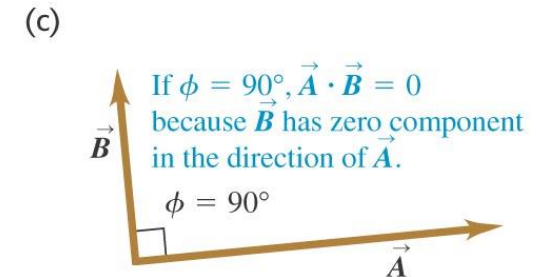 (c)
If ϕ = 90°, A⃗ · B⃗ = 0
because B⃗ has zero component
in the direction of A⃗.
B⃗
ϕ = 90°
A⃗